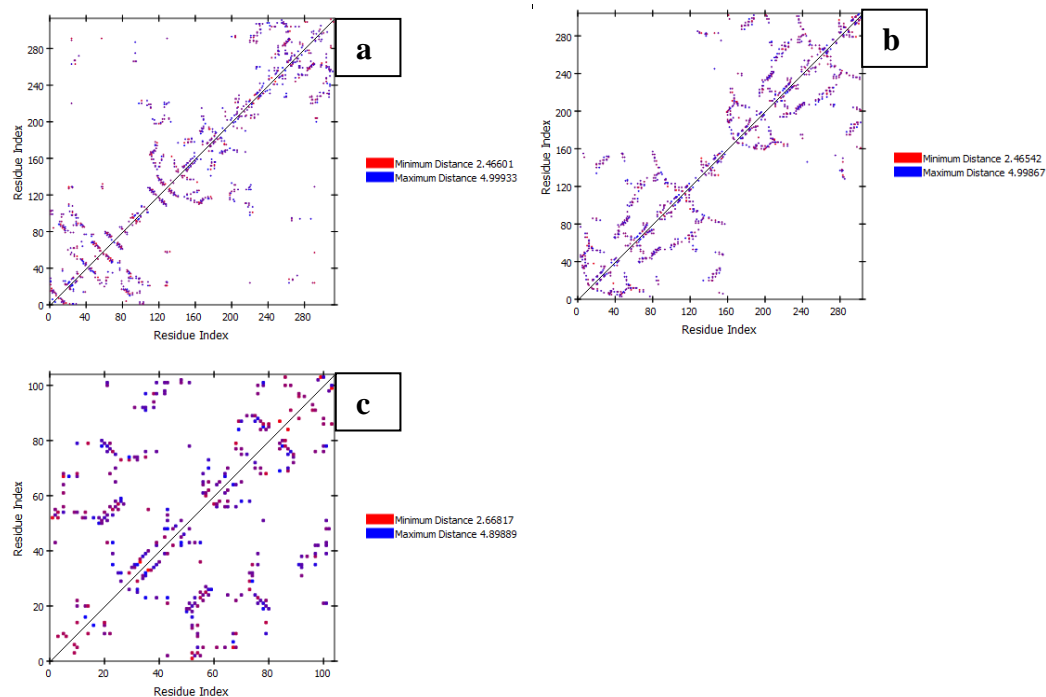 a
280
240
200
160
120
80
40
0
Residue Index
0 40 80 120 160 200 240 280
Residue Index
Minimum Distance 2.46601
Maximum Distance 4.99933
b
280
240
200
160
120
80
40
0
Residue Index
0 40 80 120 160 200 240 280
Residue Index
Minimum Distance 2.46542
Maximum Distance 4.99867
c
100
80
60
40
20
0
Residue Index
0 20 40 60 80 100
Residue Index
Minimum Distance 2.66817
Maximum Distance 4.89889